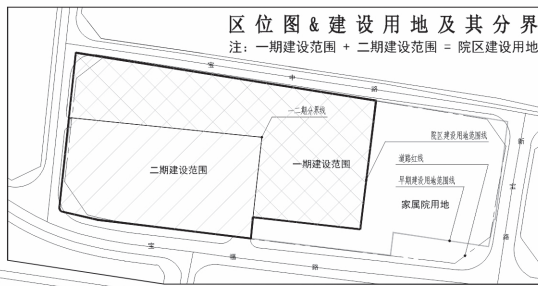 区位图&建设用地及其分界
注：一期建设范围 + 二期建设范围 = 院区建设用地
宝中路
一二期分界线
院区建设用地范围线
道路红线
早期建设用地范围线
二期建设范围
一期建设范围
家属院用地
宝福路